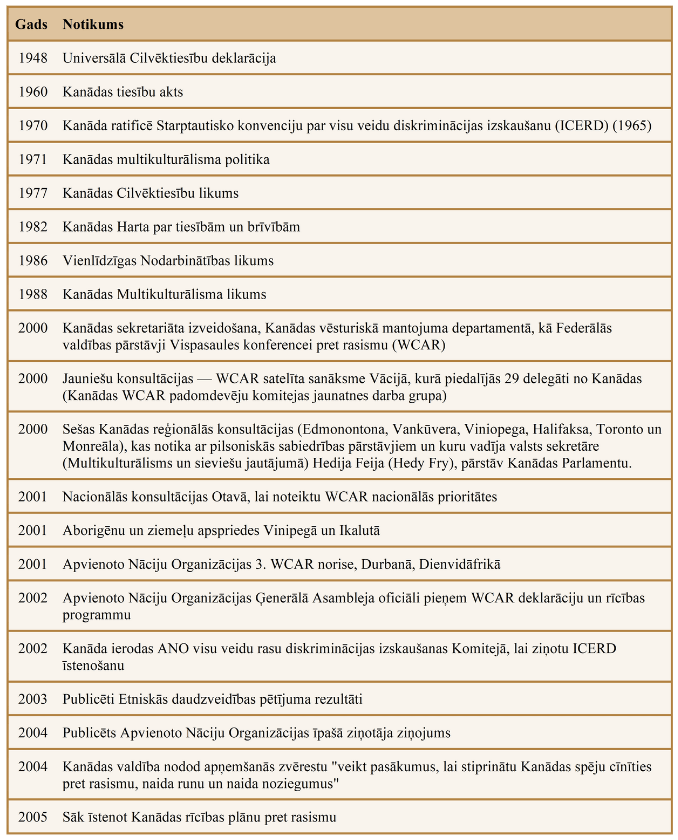 Gads Notikums
1948 Universālā Cilvēktiesību deklarācija
1960 Kanādas tiesību akts
1970 Kanāda ratificē Starptautisko konvenciju par visu veidu diskriminācijas izskaušanu (ICERD) (1965)
1971 Kanādas multikulturālisma politika
1977 Kanādas Cilvēktiesību likums
1982 Kanādas Harta par tiesībām un brīvībām
1986 Vienlīdzīgas Nodarbinātības likums
1988 Kanādas Multikulturālisma likums
2000 Kanādas sekretariāta izveidošana, Kanādas vēsturiskā mantojuma departamentā, kā Federālās
valdības pārstāvji Vispasaules konferencei pret rasismu (WCAR)
2000 Jauniešu konsultācijas — WCAR satelīta sanāksme Vācijā, kurā piedalījās 29 delegāti no Kanādas
(Kanādas WCAR padomdevēju komitejas jaunatnes darba grupa)
2000 Sešas Kanādas reģionālās konsultācijas (Edmonontona, Vankūvera, Viniopega, Halifaksa, Toronto un
Monreāla), kas notika ar pilsoniskās sabiedrības pārstāvjiem un kuru vadīja valsts sekretāre
(Multikulturālisms un sieviešu jautājumā) Hedija Feija (Hedy Fry), pārstāv Kanādas Parlamentu.
2001 Nacionālās konsultācijas Otavā, lai noteiktu WCAR nacionālās prioritātes
2001 Aborigēnu un ziemeļu apspriedes Vinipegā un Ikalutā
2001 Apvienoto Nāciju Organizācijas 3. WCAR norise, Durbanā, Dienvidāfrikā
2002 Apvienoto Nāciju Organizācijas Ģenerālā Asambleja oficiāli pieņem WCAR deklarāciju un rīcības
programmu
2002 Kanāda ierodas ANO visu veidu rasu diskriminācijas izskaušanas Komitejā, lai ziņotu ICERD
īstenošanu
2003 Publicēti Etniskās daudzveidības pētījuma rezultāti
2004 Publicēts Apvienoto Nāciju Organizācijas īpašā ziņotāja ziņojums
2004 Kanādas valdība nodod apņemšanās zvērestu "veikt pasākumus, lai stiprinātu Kanādas spēju cīnīties
pret rasismu, naida runu un naida noziegumus"
2005 Sāk īstenot Kanādas rīcības plānu pret rasismu